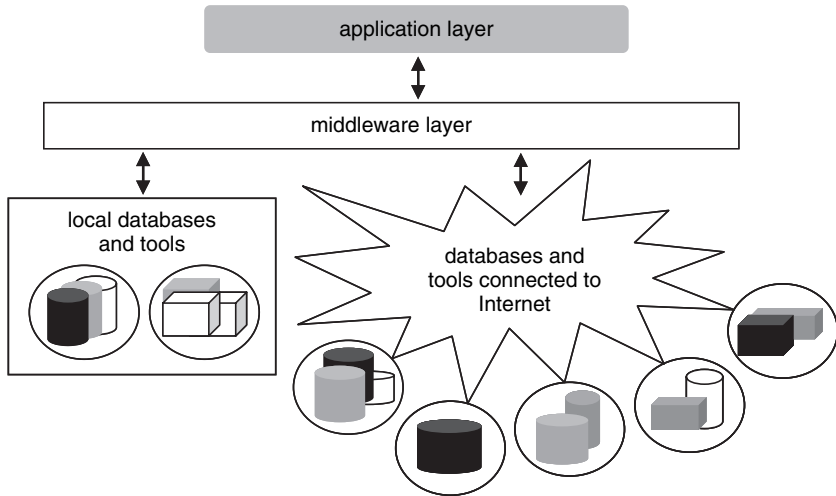 application layer
middleware layer
local databases
and tools
databases and
tools connected to
Internet